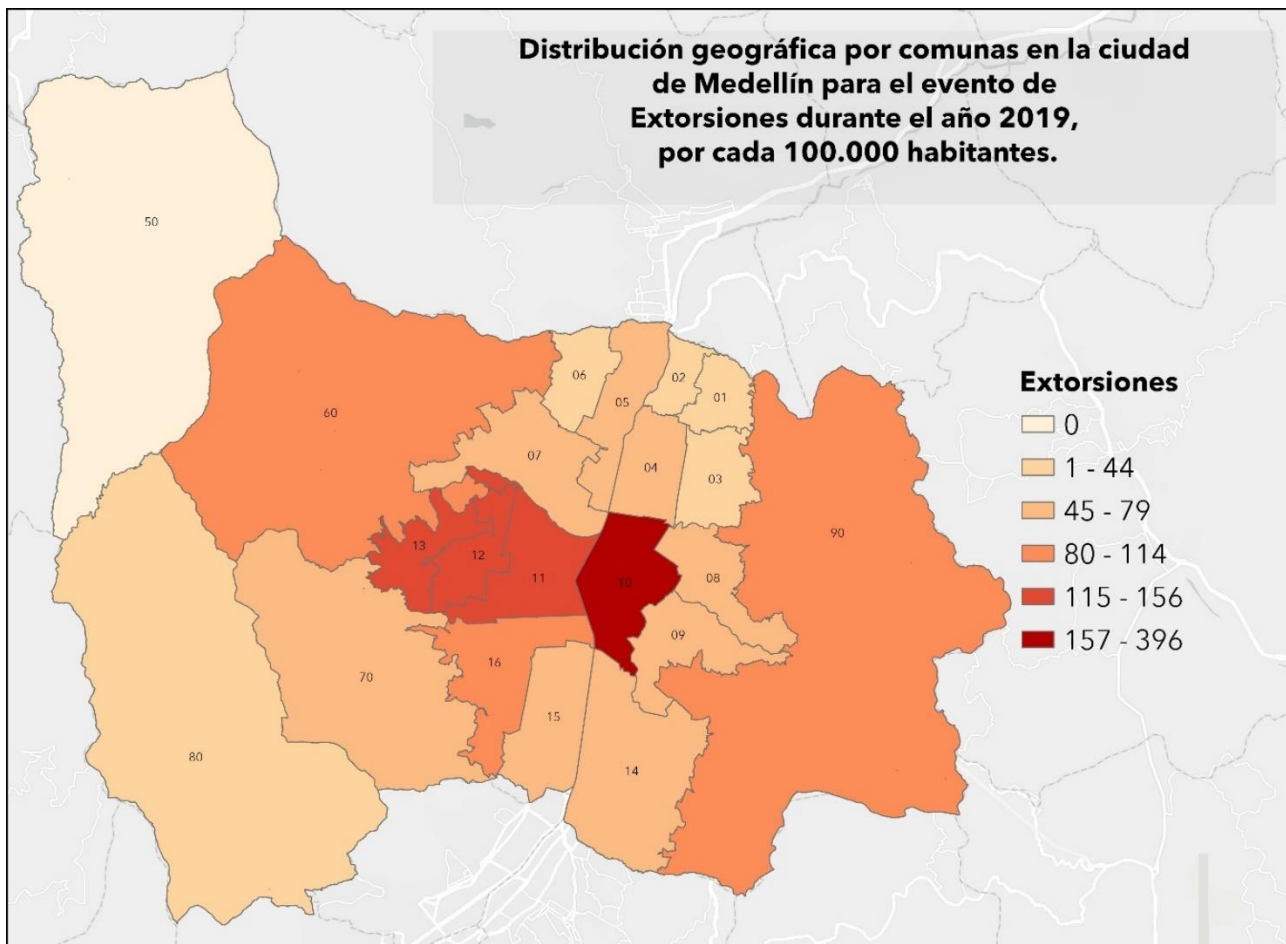 Distribución geográfica por comunas en la ciudad
de Medellín para el evento de
Extorsiones durante el año 2019,
por cada 100.000 habitantes.
50
60
06
02
05
01
07
04
03
Extorsiones
0
1 - 44
45 - 79
80 - 114
115 - 156
157 - 396
90
13
12
11
10
08
09
16
70
15
14
80